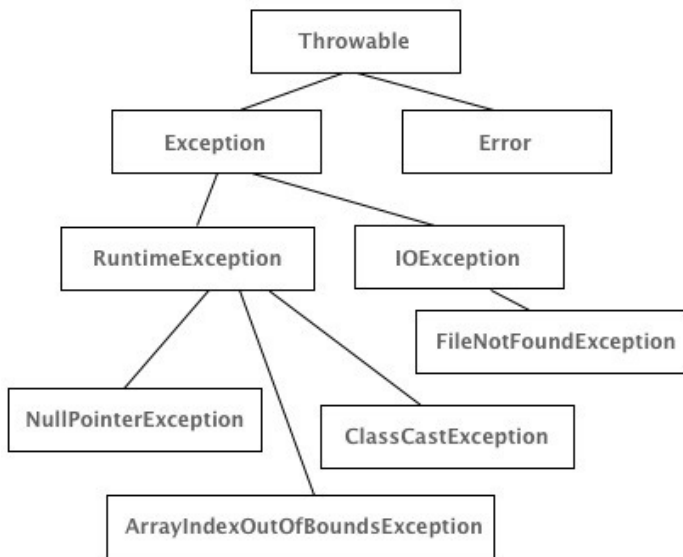 Throwable
Exception
Error
RuntimeException
IOException
FileNotFoundException
NullPointerException
ClassCastException
ArrayIndexOutOfBoundsException